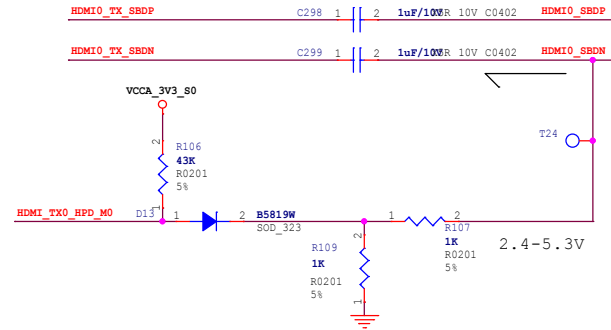 HDMI0_TX_SBDP C298 1 2 1uF/10V X5R 10V C0402 HDMI0_SBDP
HDMI0_TX_SBDN C299 1 2 1uF/10V X5R 10V C0402 HDMI0_SBDN
VCCA_3V3_S0
T24
2
R106
43K
R0201
5%
1
HDMI_TX0_HPD_M0 D13 1 2 B5819W 1 2
SOD_323
R107
1K
R0201
5%
2.4-5.3V
2
R109
1K
R0201
5%
1